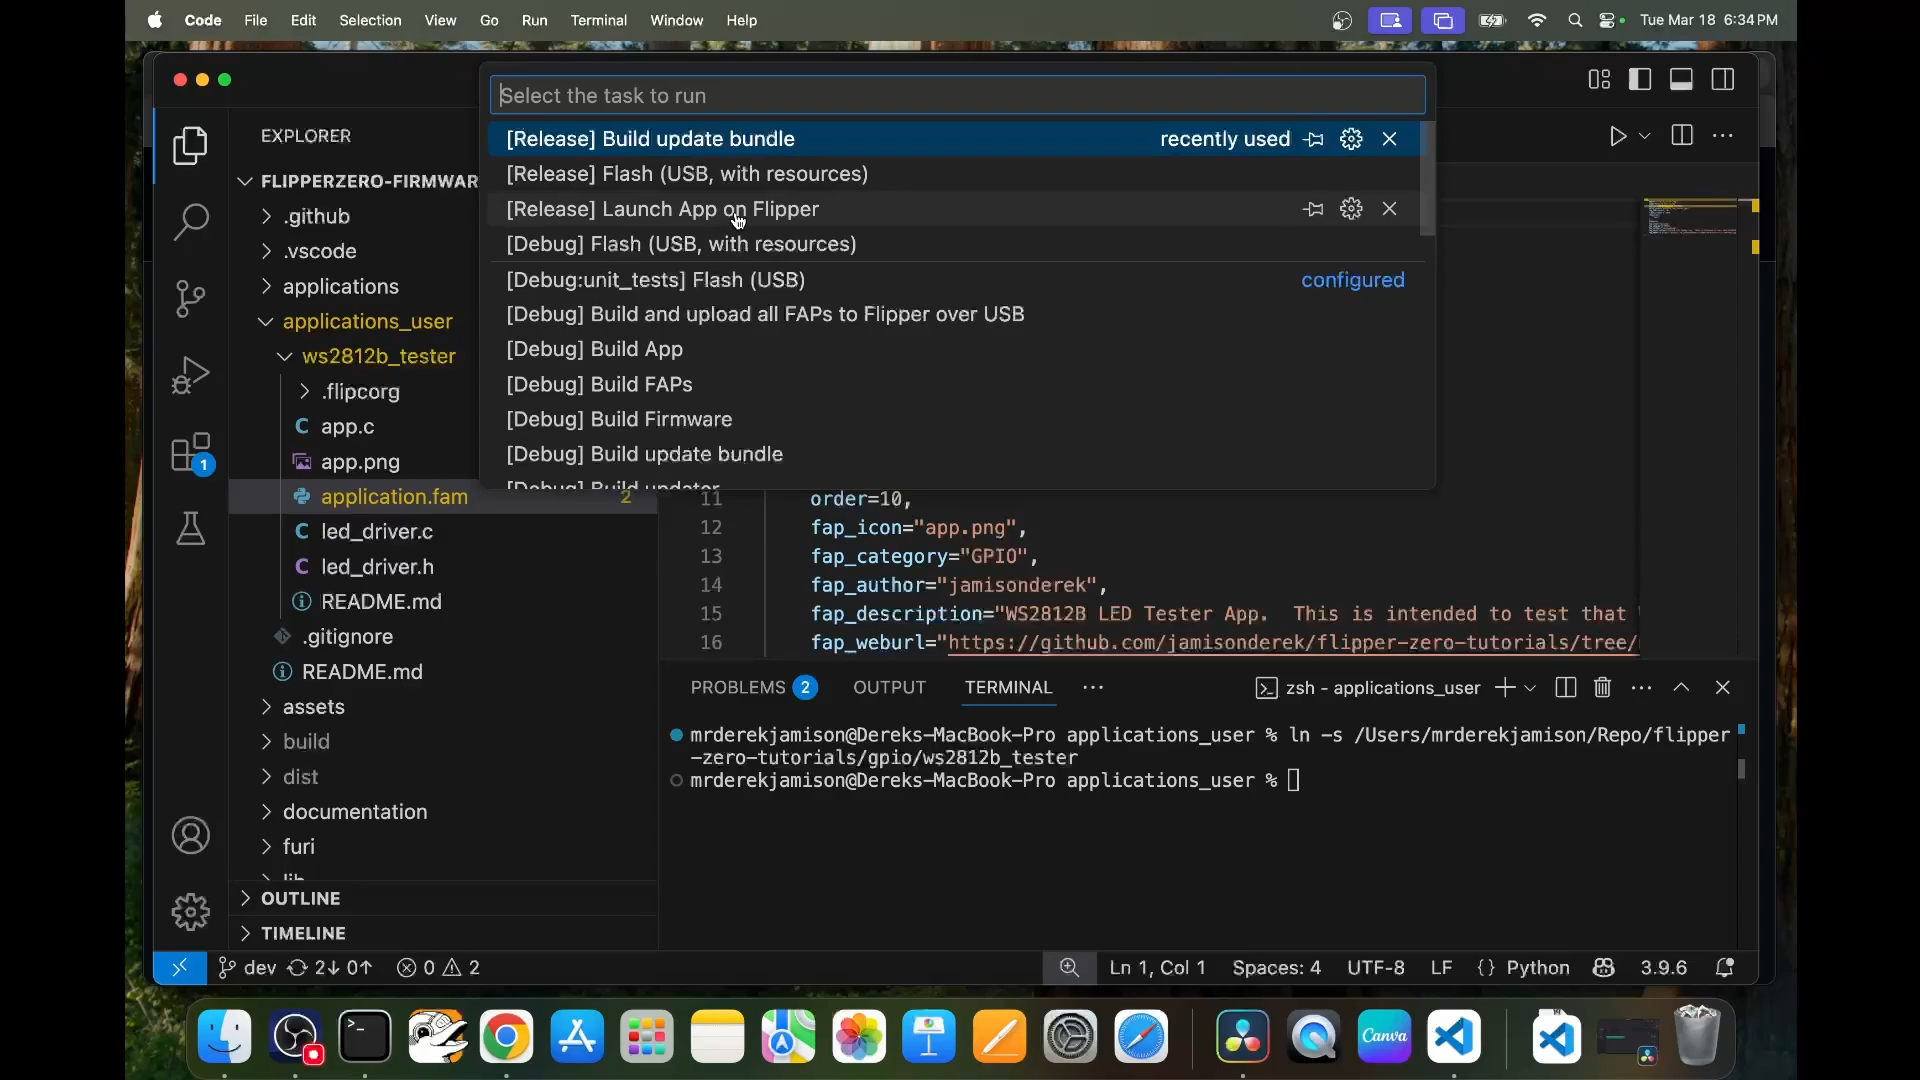 Code File Edit Selection View Go Run Terminal Window Help
Tue Mar 18 6:34 PM
Select the task to run
[Release] Build update bundle recently used
[Release] Flash (USB, with resources)
[Release] Launch App on Flipper
[Debug] Flash (USB, with resources)
[Debug:unit_tests] Flash (USB) configured
[Debug] Build and upload all FAPs to Flipper over USB
[Debug] Build App
[Debug] Build FAPs
[Debug] Build Firmware
[Debug] Build update bundle
[Debug] Build updater
EXPLORER
FLIPPERZERO-FIRMWAR
.github
.vscode
applications
applications_user
ws2812b_tester
.flipcorg
C app.c
app.png
application.fam 2
C led_driver.c
C led_driver.h
README.md
.gitignore
README.md
assets
build
dist
documentation
furi
lib
OUTLINE
TIMELINE
1
11 order=10,
12 fap_icon="app.png",
13 fap_category="GPIO",
14 fap_author="jamisonderek",
15 fap_description="WS2812B LED Tester App.  This is intended to test that
16 fap_weburl="https://github.com/jamisonderek/flipper-zero-tutorials/tree/
PROBLEMS 2 OUTPUT TERMINAL ··· zsh - applications_user
mrderekjamison@Dereks-MacBook-Pro applications_user % ln -s /Users/mrderekjamison/Repo/flipper
-zero-tutorials/gpio/ws2812b_tester
mrderekjamison@Dereks-MacBook-Pro applications_user %
dev 2↓ 0↑ 0 2 Ln 1, Col 1 Spaces: 4 UTF-8 LF {} Python 3.9.6
Canva